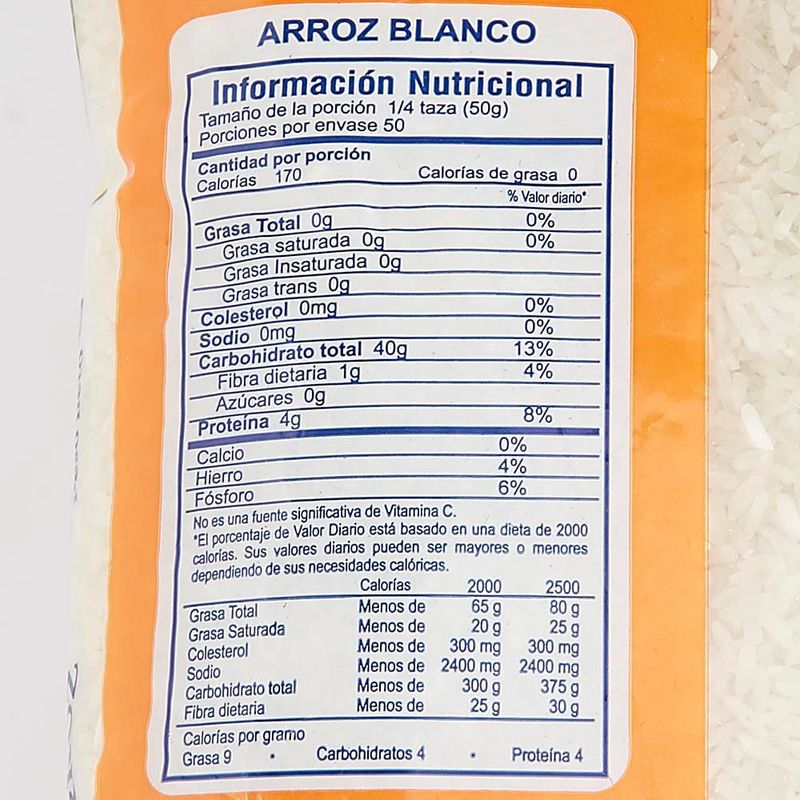 ARROZ BLANCO
Información Nutricional
Tamaño de la porción 1/4 taza (50g)
Porciones por envase 50
Cantidad por porción
Calorías 170 Calorías de grasa 0
% Valor diario*
Grasa Total 0g 0%
Grasa saturada 0g 0%
Grasa Insaturada 0g
Grasa trans 0g
Colesterol 0mg 0%
Sodio 0mg 0%
Carbohidrato total 40g 13%
Fibra dietaria 1g 4%
Azúcares 0g
Proteína 4g 8%
Calcio 0%
Hierro 4%
Fósforo 6%
No es una fuente significativa de Vitamina C.
*El porcentaje de Valor Diario está basado en una dieta de 2000
calorías. Sus valores diarios pueden ser mayores o menores
dependiendo de sus necesidades calóricas.
Calorías 2000 2500
Grasa Total Menos de 65 g 80 g
Grasa Saturada Menos de 20 g 25 g
Colesterol Menos de 300 mg 300 mg
Sodio Menos de 2400 mg 2400 mg
Carbohidrato total Menos de 300 g 375 g
Fibra dietaria Menos de 25 g 30 g
Calorías por gramo
Grasa 9 • Carbohidratos 4 • Proteína 4